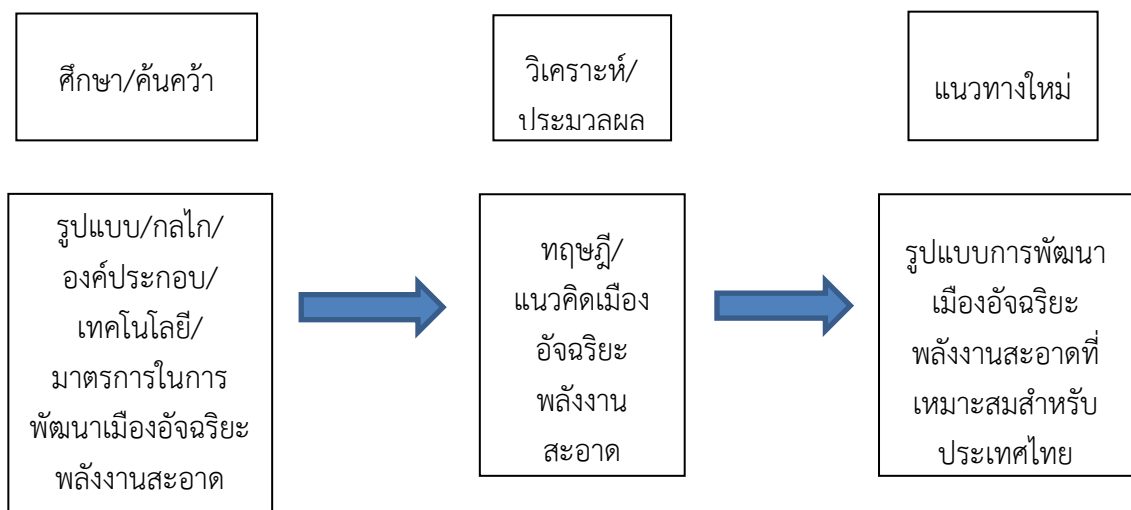 ศึกษา/ค้นคว้า
วิเคราะห์/
ประมวลผล
แนวทางใหม่
รูปแบบ/กลไก/
องค์ประกอบ/
เทคโนโลยี/
มาตรการในการ
พัฒนาเมืองอัจฉริยะ
พลังงานสะอาด
ทฤษฎี/
แนวคิดเมือง
อัจฉริยะ
พลังงาน
สะอาด
รูปแบบการพัฒนา
เมืองอัจฉริยะ
พลังงานสะอาดที่
เหมาะสมสำหรับ
ประเทศไทย